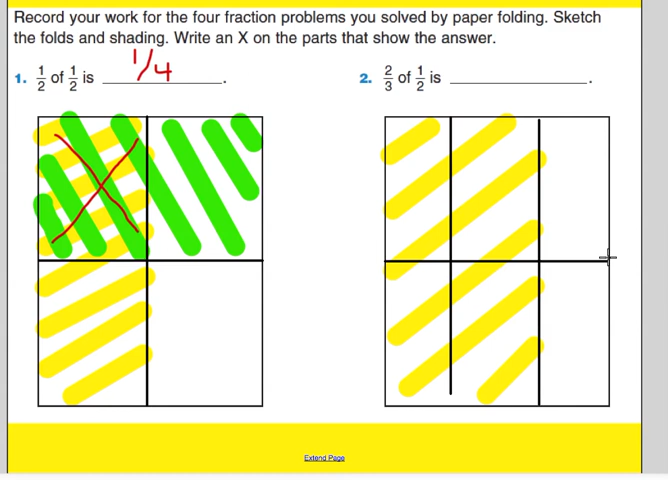 Record your work for the four fraction problems you solved by paper folding. Sketch
the folds and shading. Write an X on the parts that show the answer.
1. 1/2 of 1/2 is 1/4.
2. 2/3 of 1/2 is ____.
Extend Page